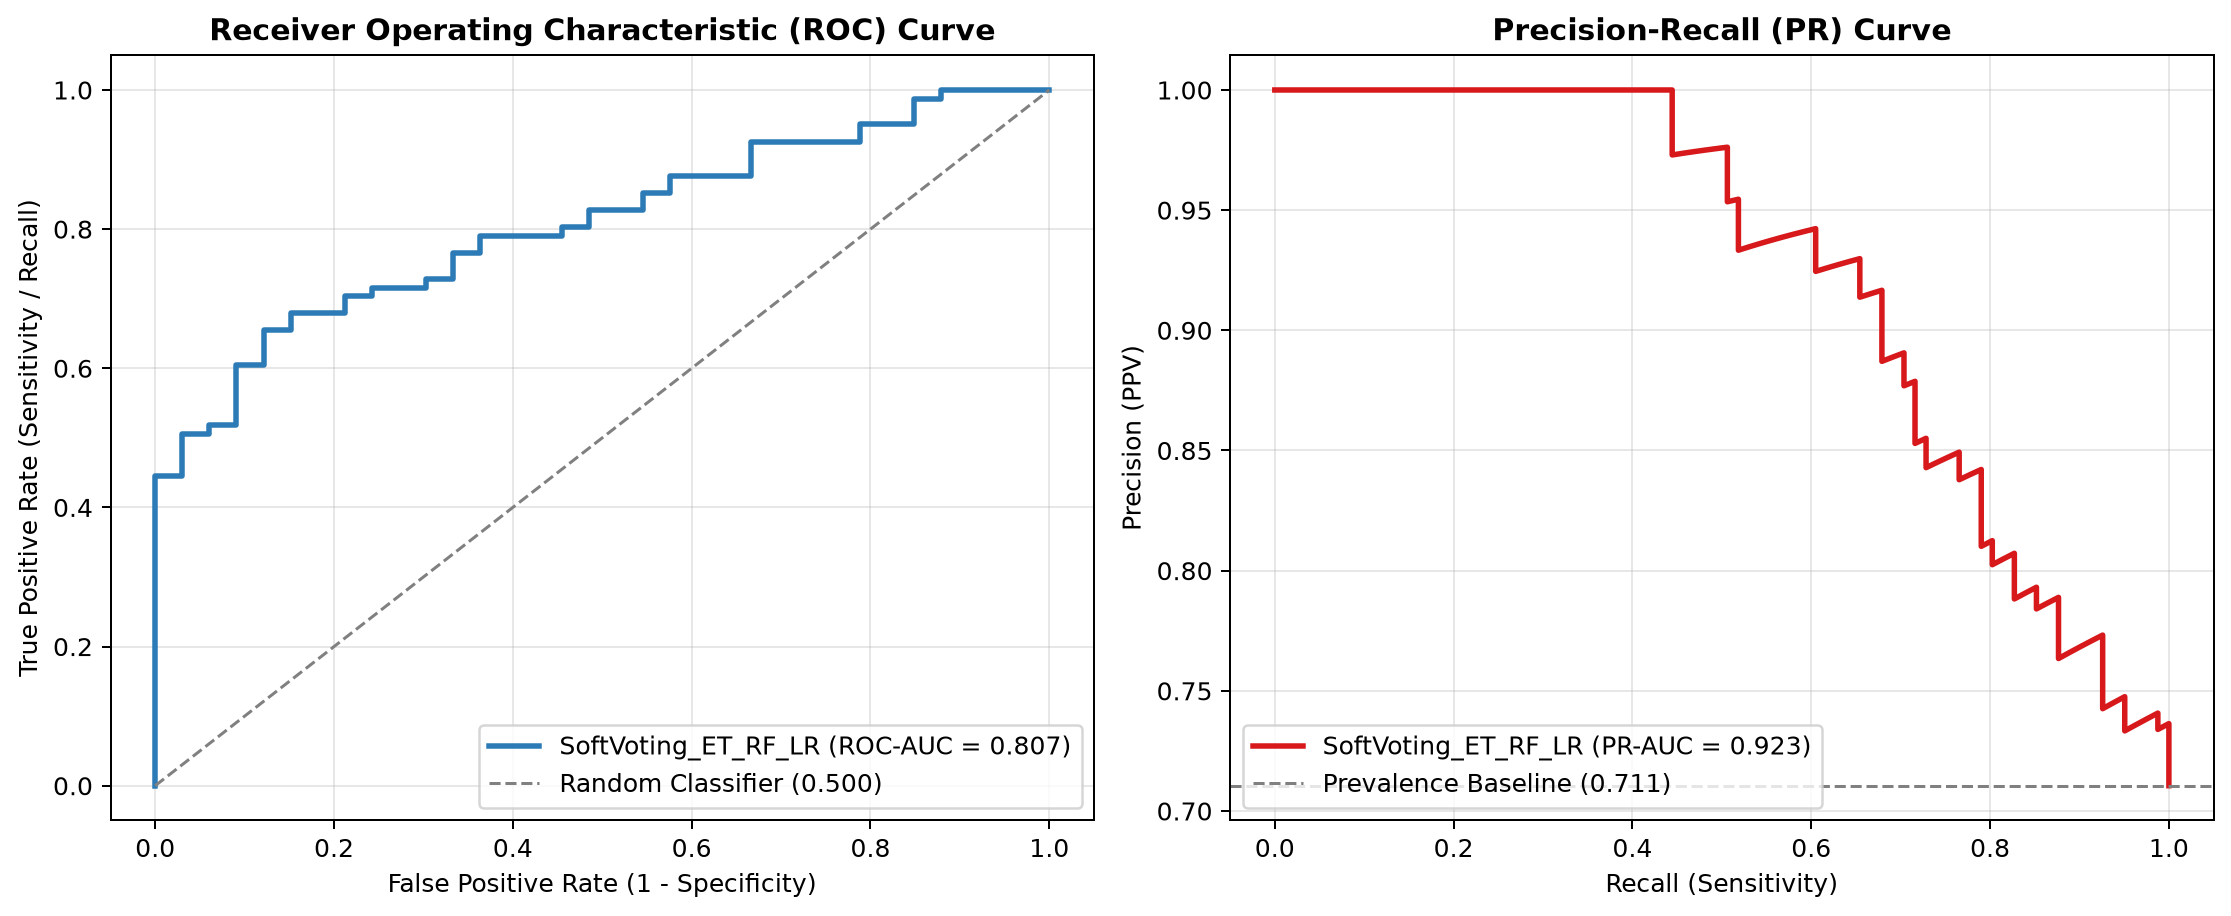 Receiver Operating Characteristic (ROC) Curve
True Positive Rate (Sensitivity / Recall)
1.0
0.8
0.6
0.4
0.2
0.0
SoftVoting_ET_RF_LR (ROC-AUC = 0.807)
Random Classifier (0.500)
0.0 0.2 0.4 0.6 0.8 1.0
False Positive Rate (1 - Specificity)
Precision-Recall (PR) Curve
Precision (PPV)
1.00
0.95
0.90
0.85
0.80
0.75
0.70
SoftVoting_ET_RF_LR (PR-AUC = 0.923)
Prevalence Baseline (0.711)
0.0 0.2 0.4 0.6 0.8 1.0
Recall (Sensitivity)